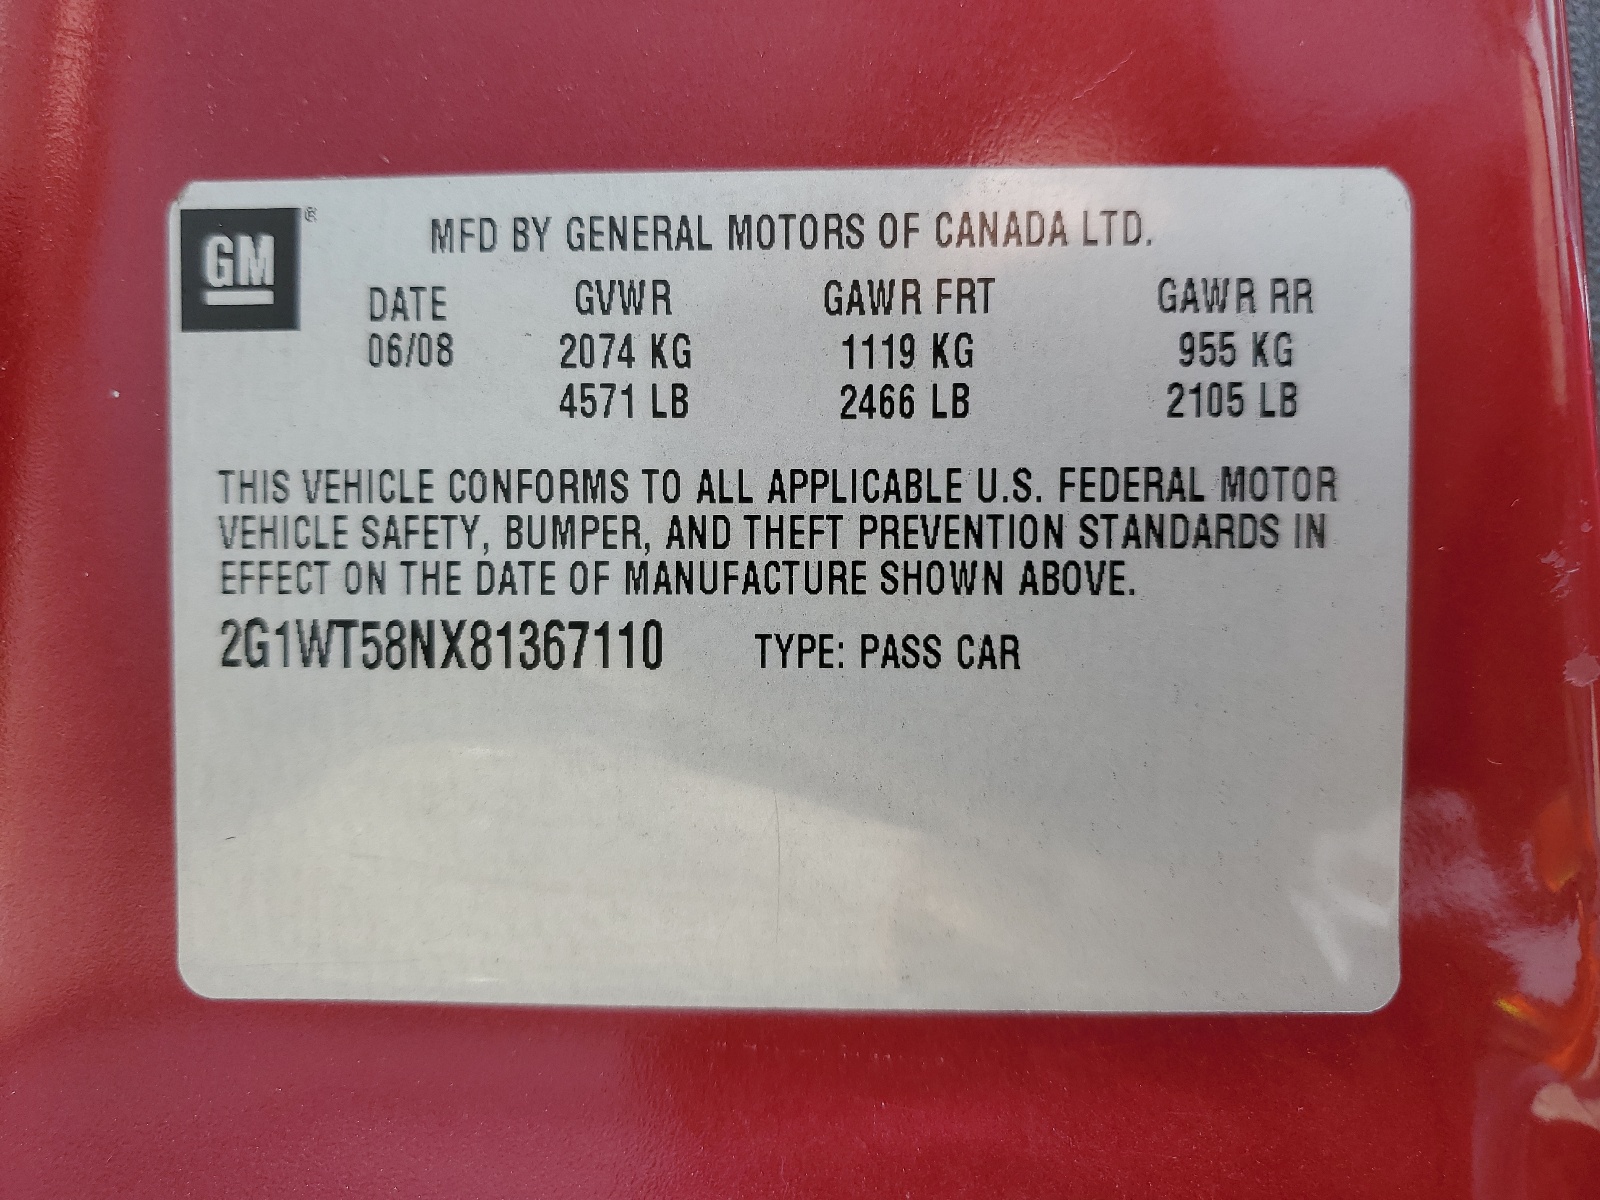 GM®
MFD BY GENERAL MOTORS OF CANADA LTD.
DATE GVWR GAWR FRT GAWR RR
06/08 2074 KG 1119 KG 955 KG
4571 LB 2466 LB 2105 LB
THIS VEHICLE CONFORMS TO ALL APPLICABLE U.S. FEDERAL MOTOR
VEHICLE SAFETY, BUMPER, AND THEFT PREVENTION STANDARDS IN
EFFECT ON THE DATE OF MANUFACTURE SHOWN ABOVE.
2G1WT58NX81367110 TYPE: PASS CAR